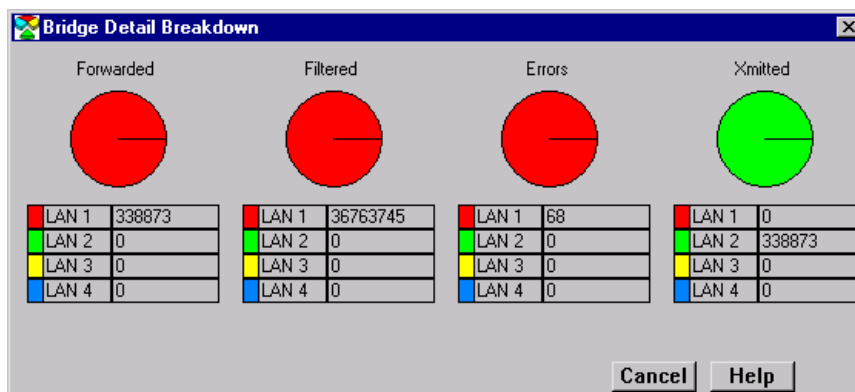 Bridge Detail Breakdown
Forwarded Filtered Errors Xmitted
LAN 1 338873 LAN 1 36763745 LAN 1 68 LAN 1 0
LAN 2 0 LAN 2 0 LAN 2 0 LAN 2 338873
LAN 3 0 LAN 3 0 LAN 3 0 LAN 3 0
LAN 4 0 LAN 4 0 LAN 4 0 LAN 4 0
Cancel Help